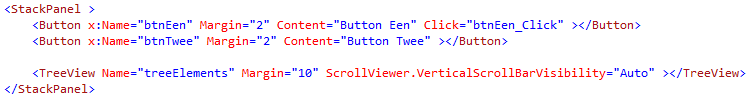 <StackPanel >
    <Button x:Name="btnEen" Margin="2" Content="Button Een" Click="btnEen_Click" ></Button>
    <Button x:Name="btnTwee" Margin="2" Content="Button Twee" ></Button>

    <TreeView Name="treeElements" Margin="10" ScrollViewer.VerticalScrollBarVisibility="Auto" ></TreeView>
</StackPanel>